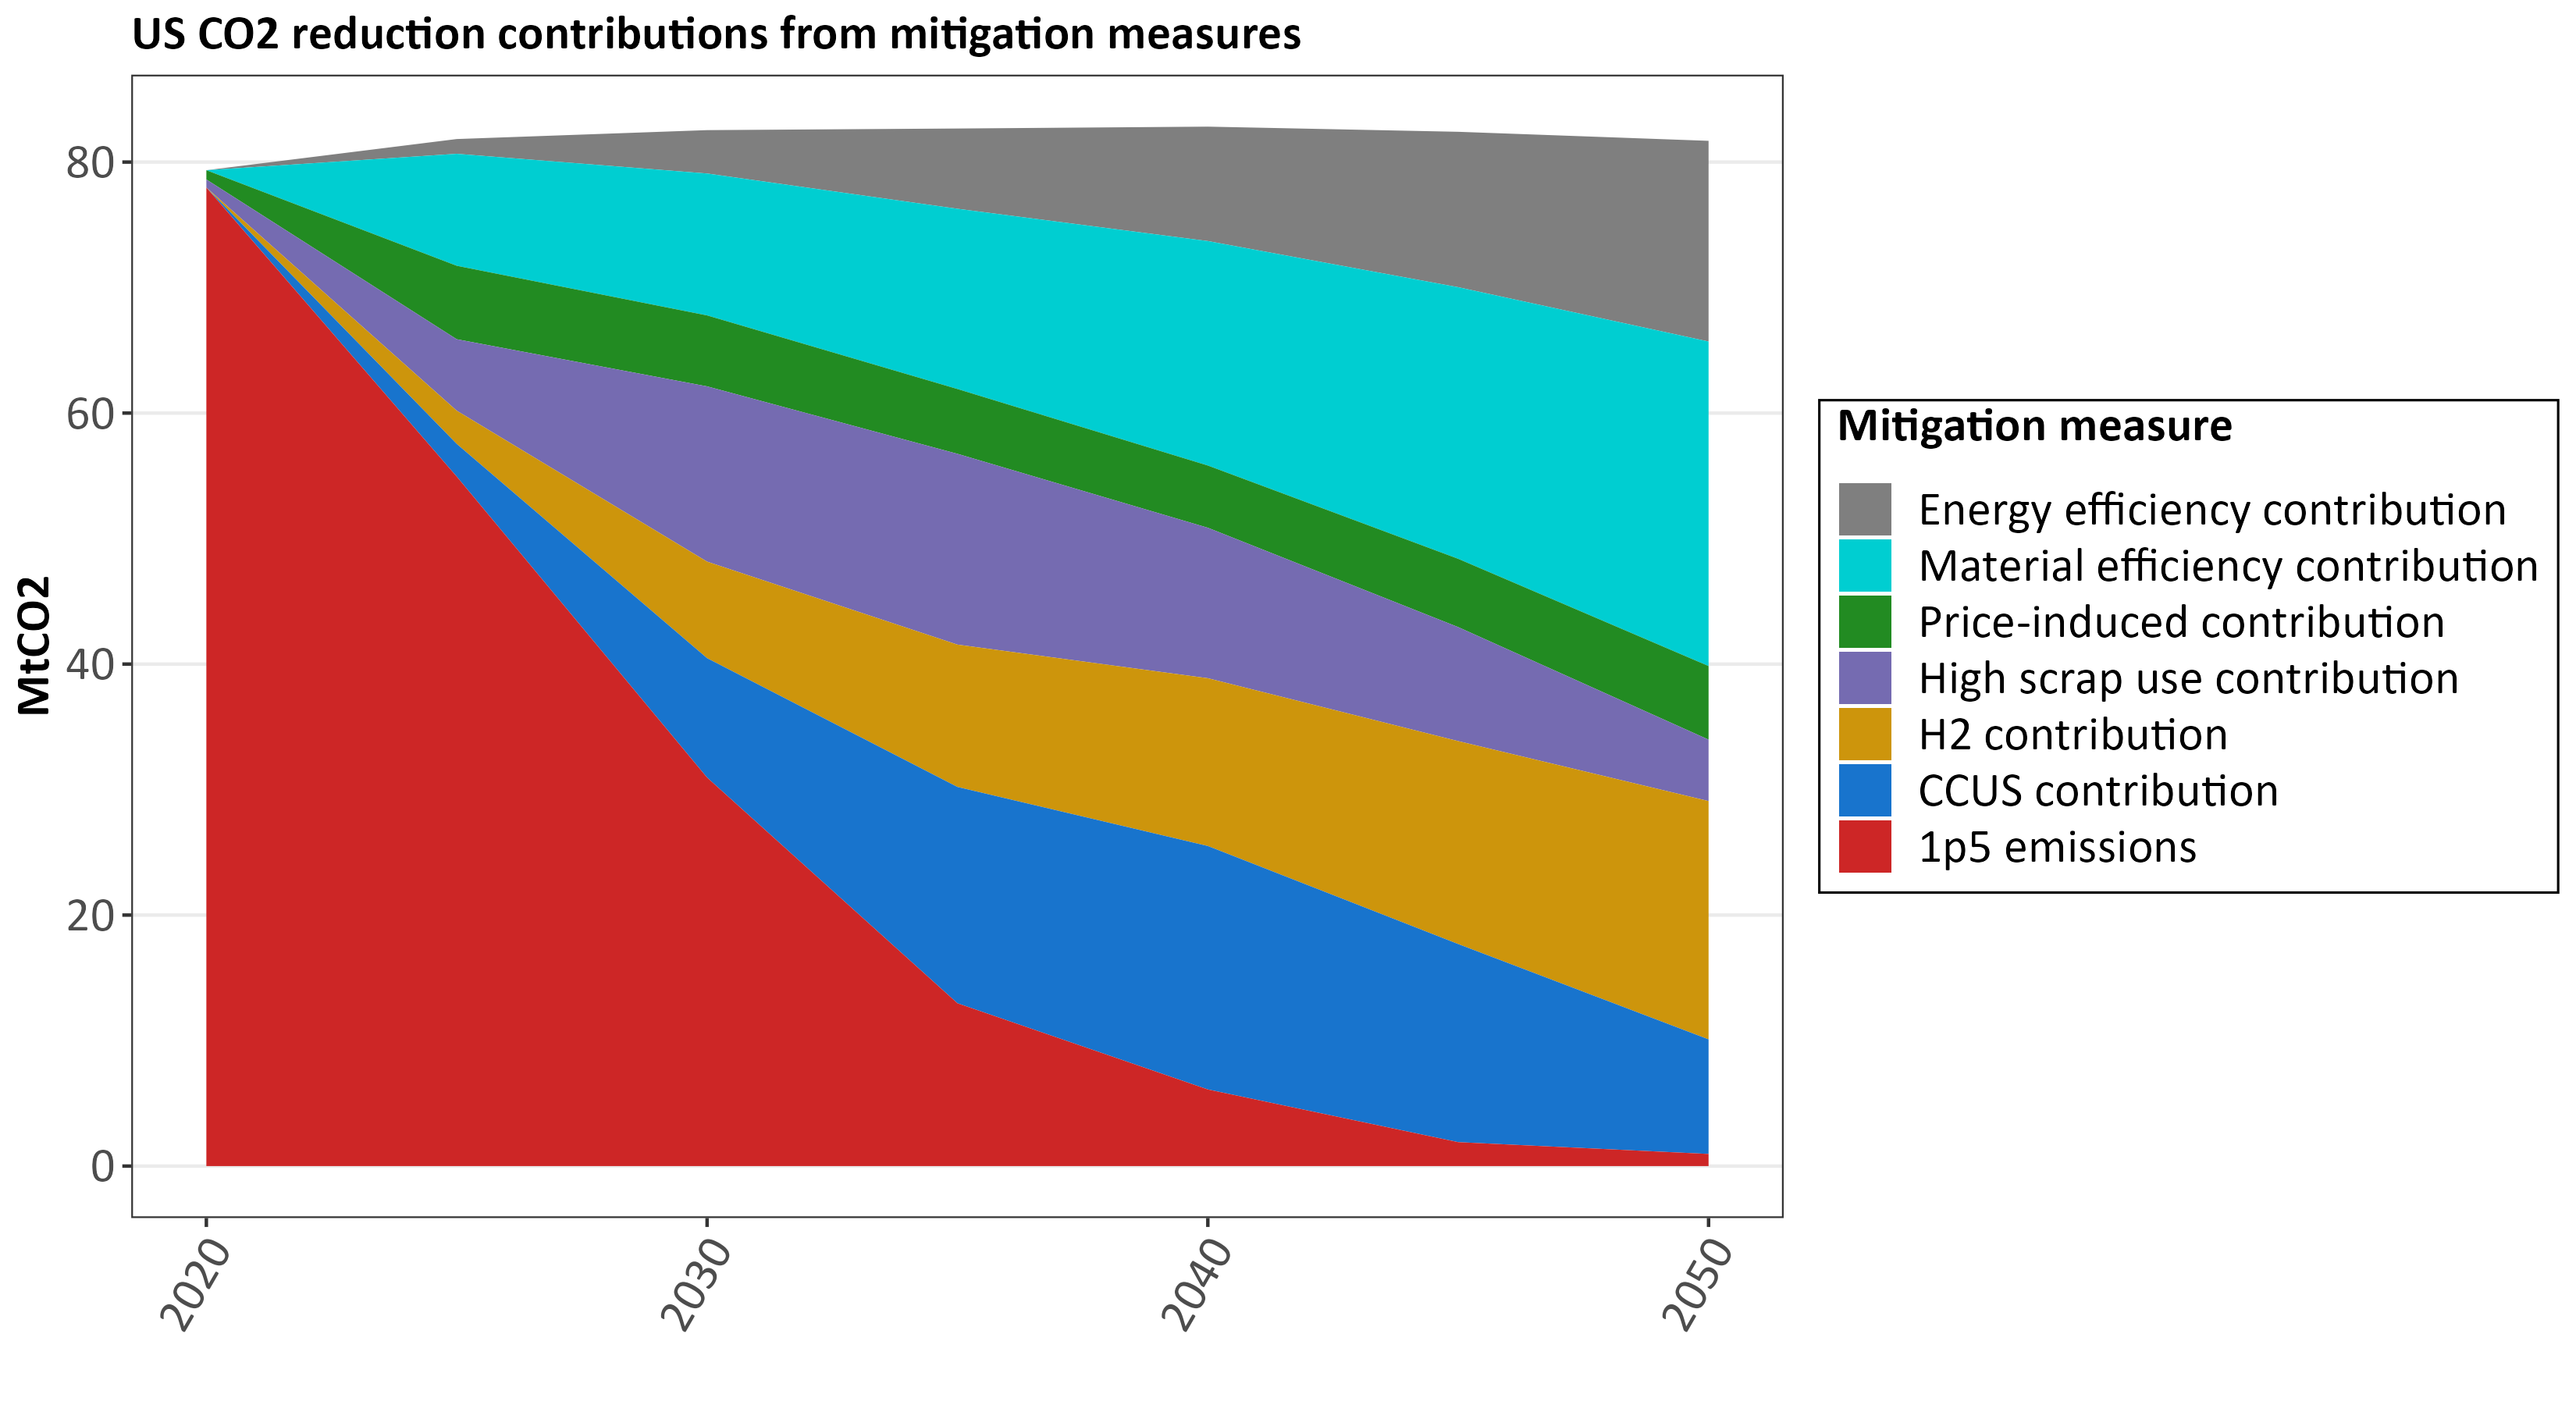 US CO2 reduction contributions from mitigation measures
MtCO2
80
60
40
20
0
2020
2030
2040
2050
Mitigation measure
Energy efficiency contribution
Material efficiency contribution
Price-induced contribution
High scrap use contribution
H2 contribution
CCUS contribution
1p5 emissions